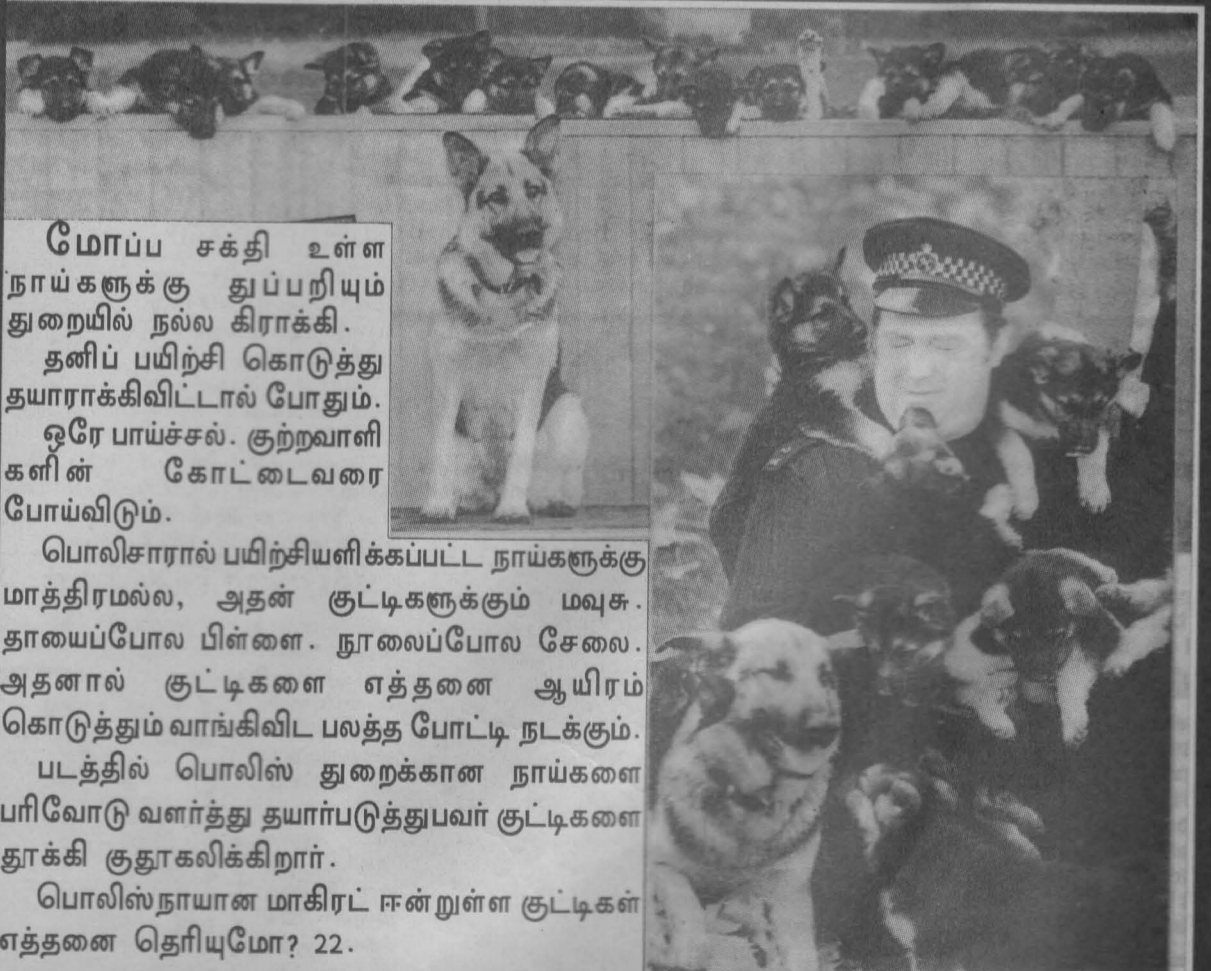 மோப்ப சக்தி உள்ள
நாய்களுக்கு துப்பறியும்
துறையில் நல்ல கிராக்கி.
தனிப் பயிற்சி கொடுத்து
தயாராக்கிவிட்டால் போதும்.
ஒரே பாய்ச்சல். குற்றவாளி
களின் கோட்டைவரை
போய்விடும்.
பொலிசாரால் பயிற்சியளிக்கப்பட்ட நாய்களுக்கு
மாத்திரமல்ல, அதன் குட்டிகளுக்கும் மவுசு.
தாயைப்போல பிள்ளை. நூலைப்போல சேலை.
அதனால் குட்டிகளை எத்தனை ஆயிரம்
கொடுத்தும் வாங்கிவிட பலத்த போட்டி நடக்கும்.
படத்தில் பொலிஸ் துறைக்கான நாய்களை
பரிவோடு வளர்த்து தயார்படுத்துபவர் குட்டிகளை
தூக்கி குதூகலிக்கிறார்.
பொலிஸ்நாயான மாகிரட் ஈன்றுள்ள குட்டிகள்
எத்தனை தெரியுமோ? 22.